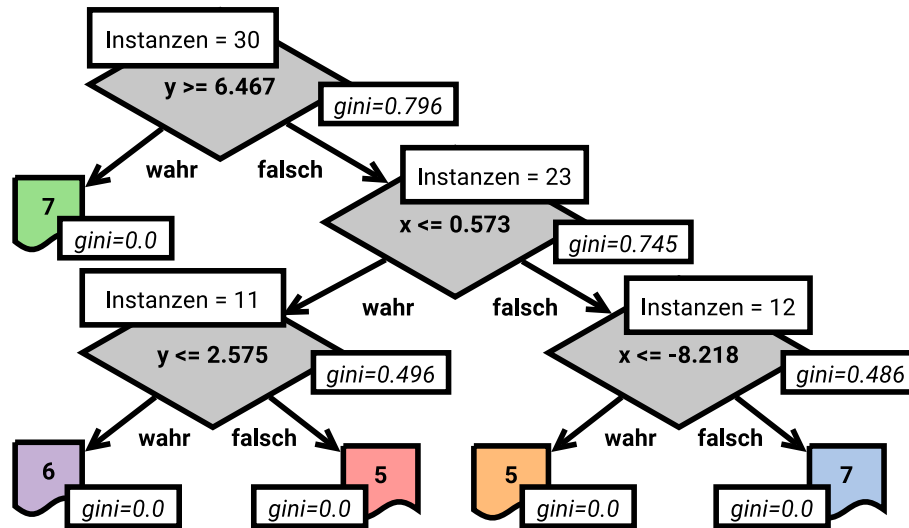 Instanzen = 30
y >= 6.467
gini=0.796
wahr
falsch
7
gini=0.0
Instanzen = 23
x <= 0.573
gini=0.745
wahr
falsch
Instanzen = 11
y <= 2.575
gini=0.496
Instanzen = 12
x <= -8.218
gini=0.486
wahr
falsch
wahr
falsch
6
gini=0.0
5
gini=0.0
5
gini=0.0
7
gini=0.0